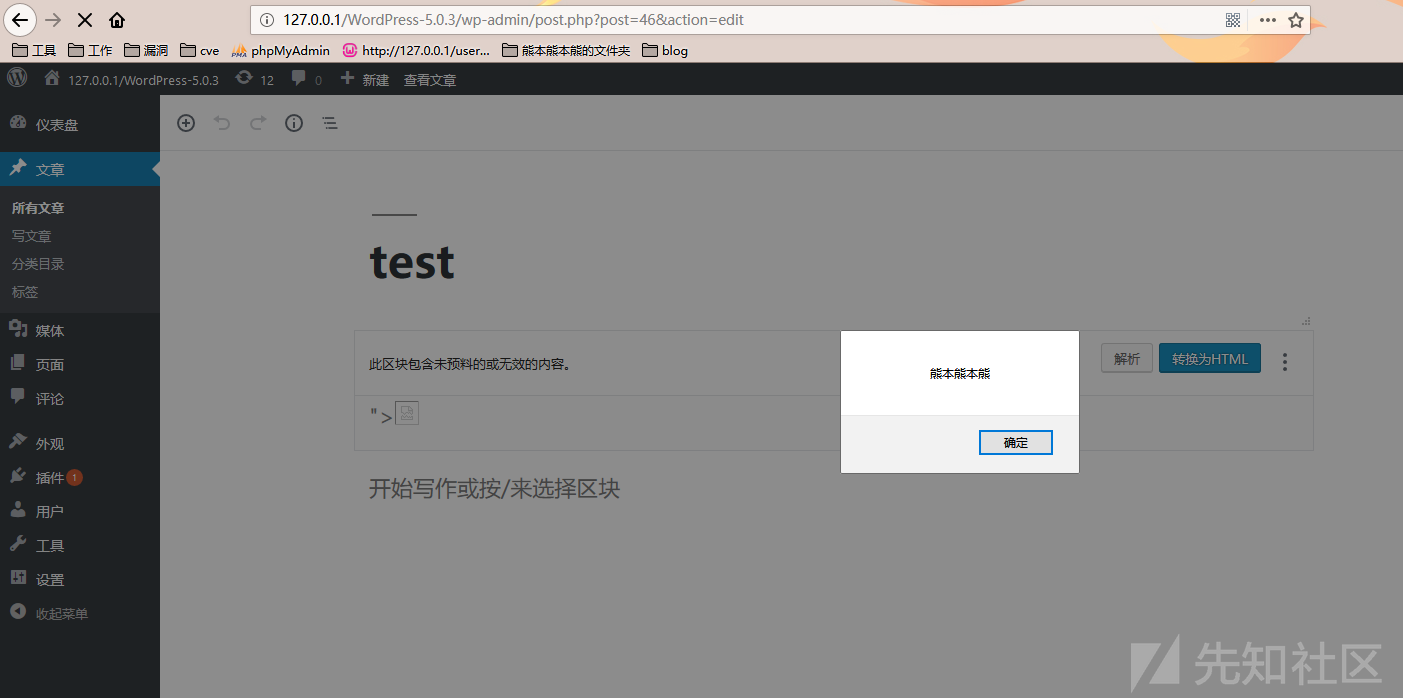 127.0.0.1/WordPress-5.0.3/wp-admin/post.php?post=46&action=edit
工具 工作 漏洞 cve phpMyAdmin http://127.0.0.1/user... 熊本熊本熊的文件夹 blog
127.0.0.1/WordPress-5.0.3 12 0 新建 查看文章
仪表盘
文章
所有文章
写文章
分类目录
标签
媒体
页面
评论
外观
插件 1
用户
工具
设置
收起菜单
test
此区块包含未预料的或无效的内容。
解析 转换为HTML
">
开始写作或按/来选择区块
熊本熊本熊
确定
先知社区